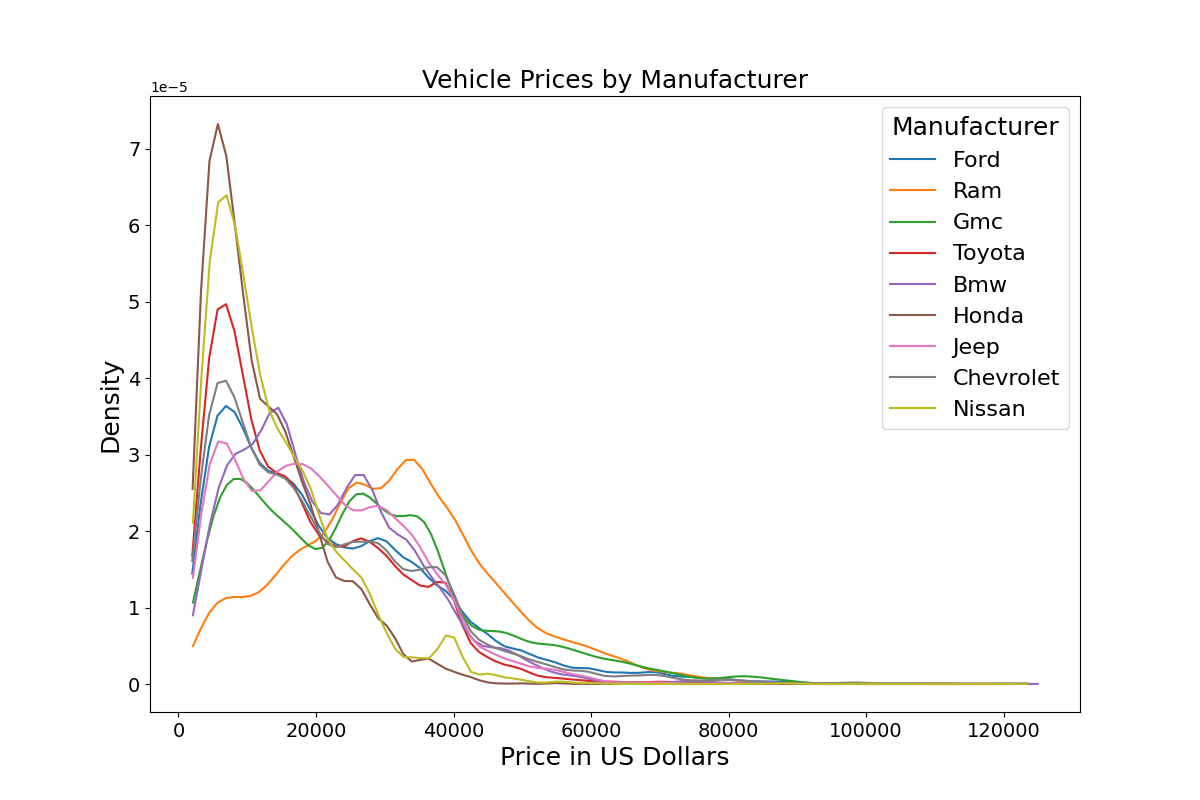 Vehicle Prices by Manufacturer
1e−5
7
6
5
4
3
2
1
0
Density
0 20000 40000 60000 80000 100000 120000
Price in US Dollars
Manufacturer
Ford
Ram
Gmc
Toyota
Bmw
Honda
Jeep
Chevrolet
Nissan